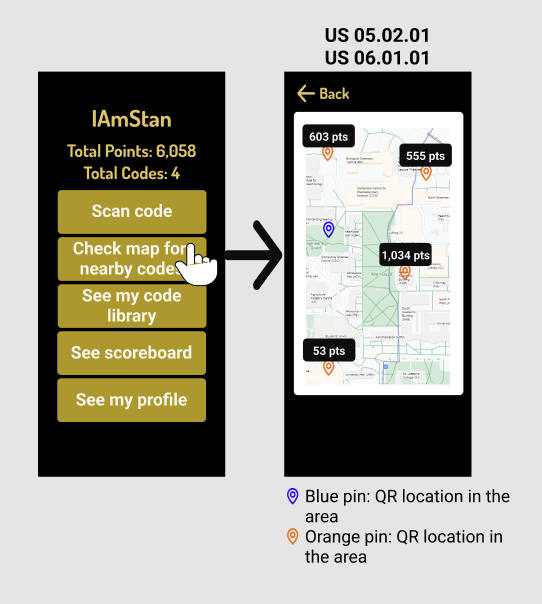 US 05.02.01
US 06.01.01
IAmStan
Total Points: 6,058
Total Codes: 4
Scan code
Check map for
nearby codes
See my code
library
See scoreboard
See my profile
Back
603 pts
555 pts
1,034 pts
53 pts
Blue pin: QR location in the
area
Orange pin: QR location in
the area